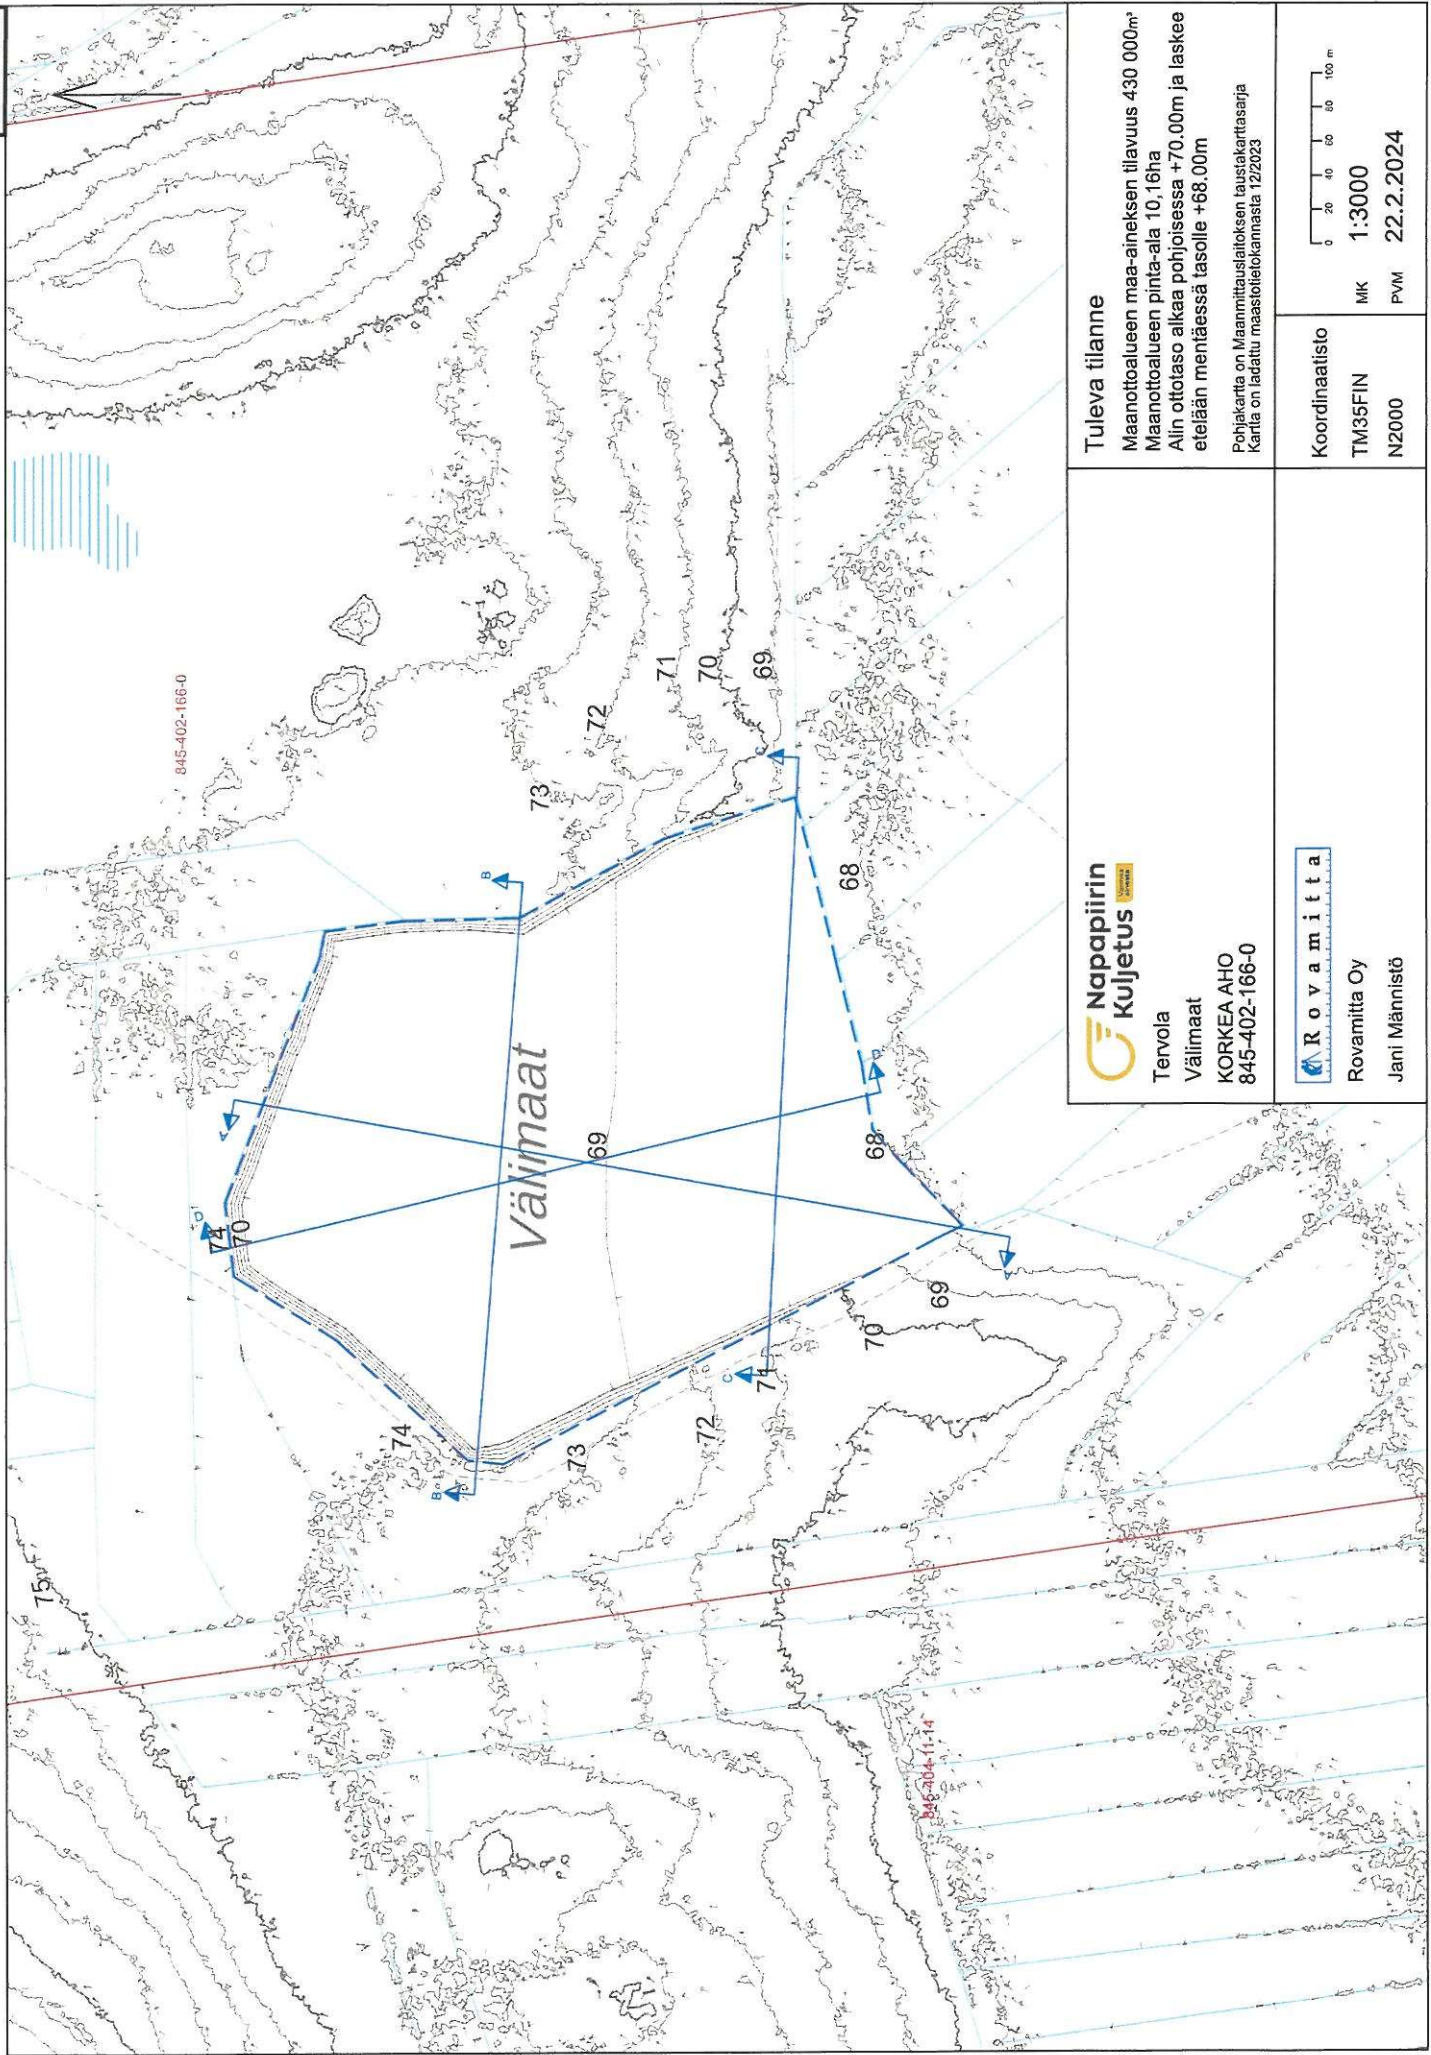 75
74
73
72
71
70
69
68
74
70
845-402-166-0
73
72
71
70
69
68
69
Välimaat
A
A
B
B
C
C
D
D
845-404-11-14
Napapiirin
Kuljetus
Tervola
Välimaat
KORKEA AHO
845-402-166-0
Tuleva tilanne
Maanottoalueen maa-aineksen tilavuus 430 000m³
Maanottoalueen pinta-ala 10,16ha
Alin ottotaso alkaa pohjoisessa +70.00m ja laskee
etelään mentäessä tasolle +68.00m
Pohjakartta on Maanmittauslaitoksen taustakarttasarja
Kartta on ladattu maastotietokannasta 12/2023
Rovamitta
Rovamitta Oy
Jani Männistö
Koordinaatisto
TM35FIN
N2000
0 20 40 60 80 100 m
MK 1:3000
PVM 22.2.2024